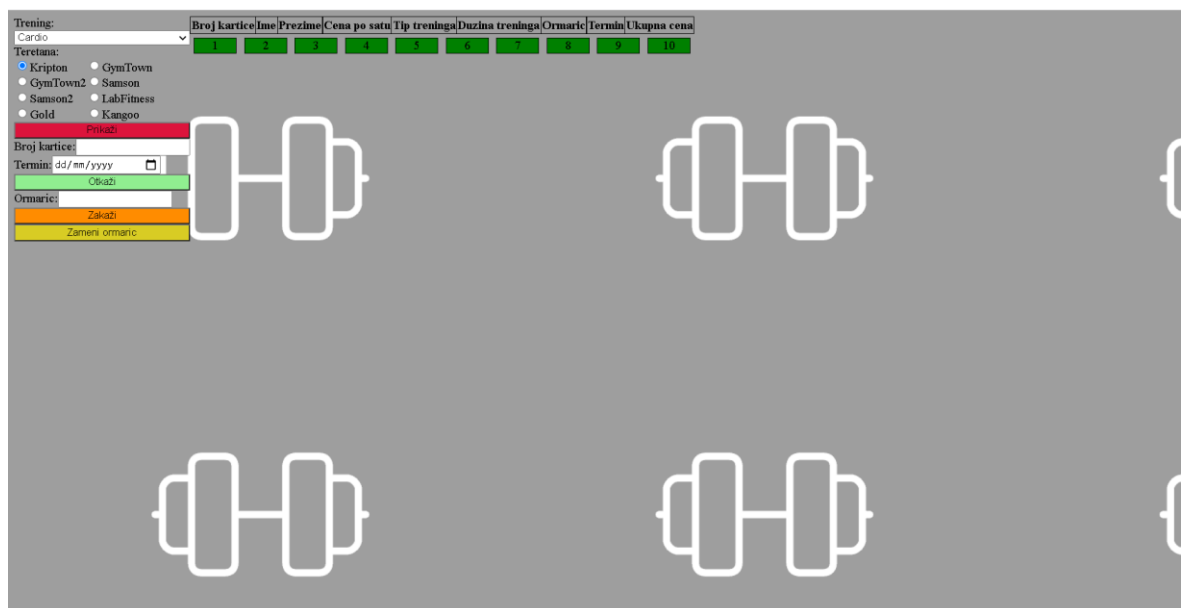 Trening:
Cardio
Teretana:
Kripton GymTown
GymTown2 Samson
Samson2 LabFitness
Gold Kangoo
Prikaži
Broj kartice:
Termin: dd/mm/yyyy
Otkaži
Ormaric:
Zakaži
Zameni ormaric
Broj kartice Ime Prezime Cena po satu Tip treninga Duzina treninga Ormaric Termin Ukupna cena
1 2 3 4 5 6 7 8 9 10